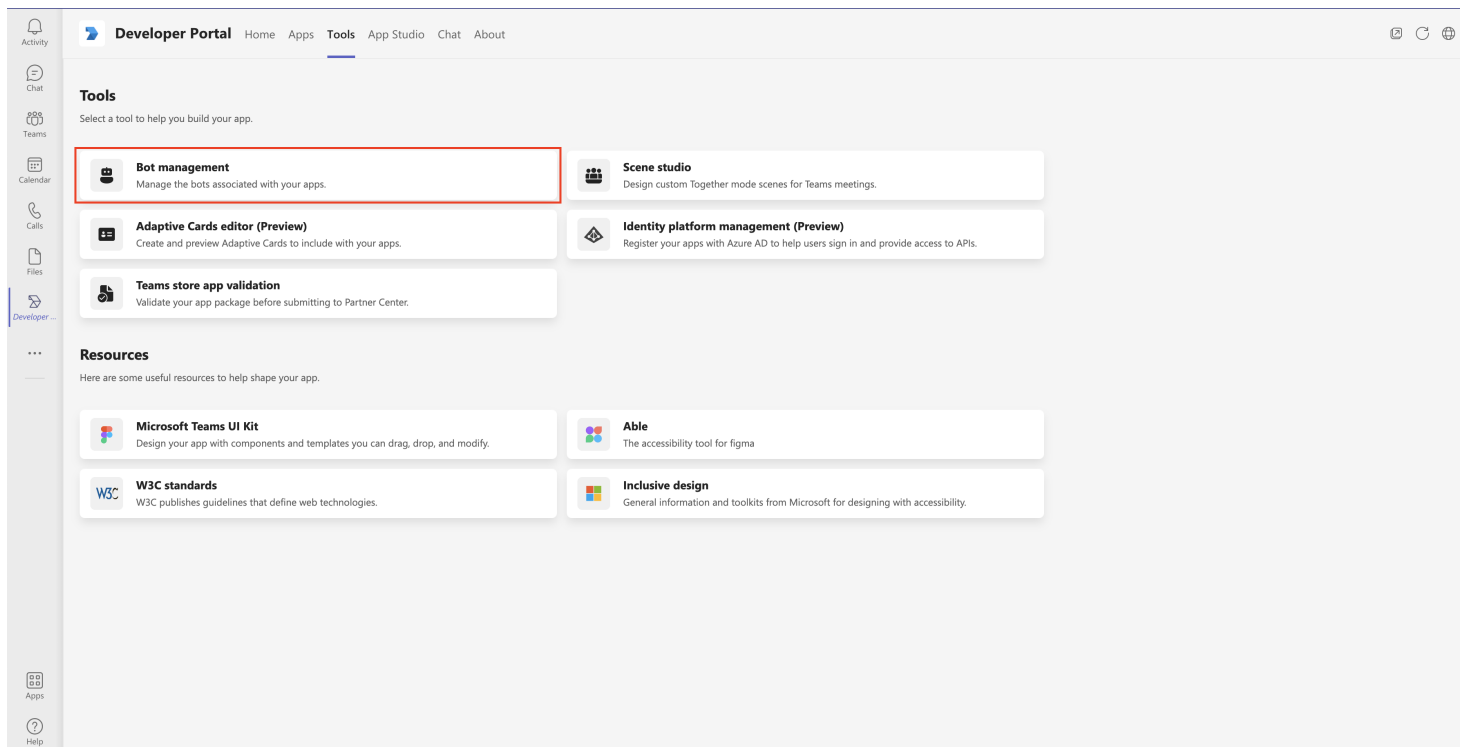 Activity
Chat
Teams
Calendar
Calls
Files
Developer ...
Apps
Help
Developer Portal Home Apps Tools App Studio Chat About
Tools
Select a tool to help you build your app.
Bot management
Manage the bots associated with your apps.
Scene studio
Design custom Together mode scenes for Teams meetings.
Adaptive Cards editor (Preview)
Create and preview Adaptive Cards to include with your apps.
Identity platform management (Preview)
Register your apps with Azure AD to help users sign in and provide access to APIs.
Teams store app validation
Validate your app package before submitting to Partner Center.
Resources
Here are some useful resources to help shape your app.
Microsoft Teams UI Kit
Design your app with components and templates you can drag, drop, and modify.
Able
The accessibility tool for figma
W3C
W3C standards
W3C publishes guidelines that define web technologies.
Inclusive design
General information and toolkits from Microsoft for designing with accessibility.